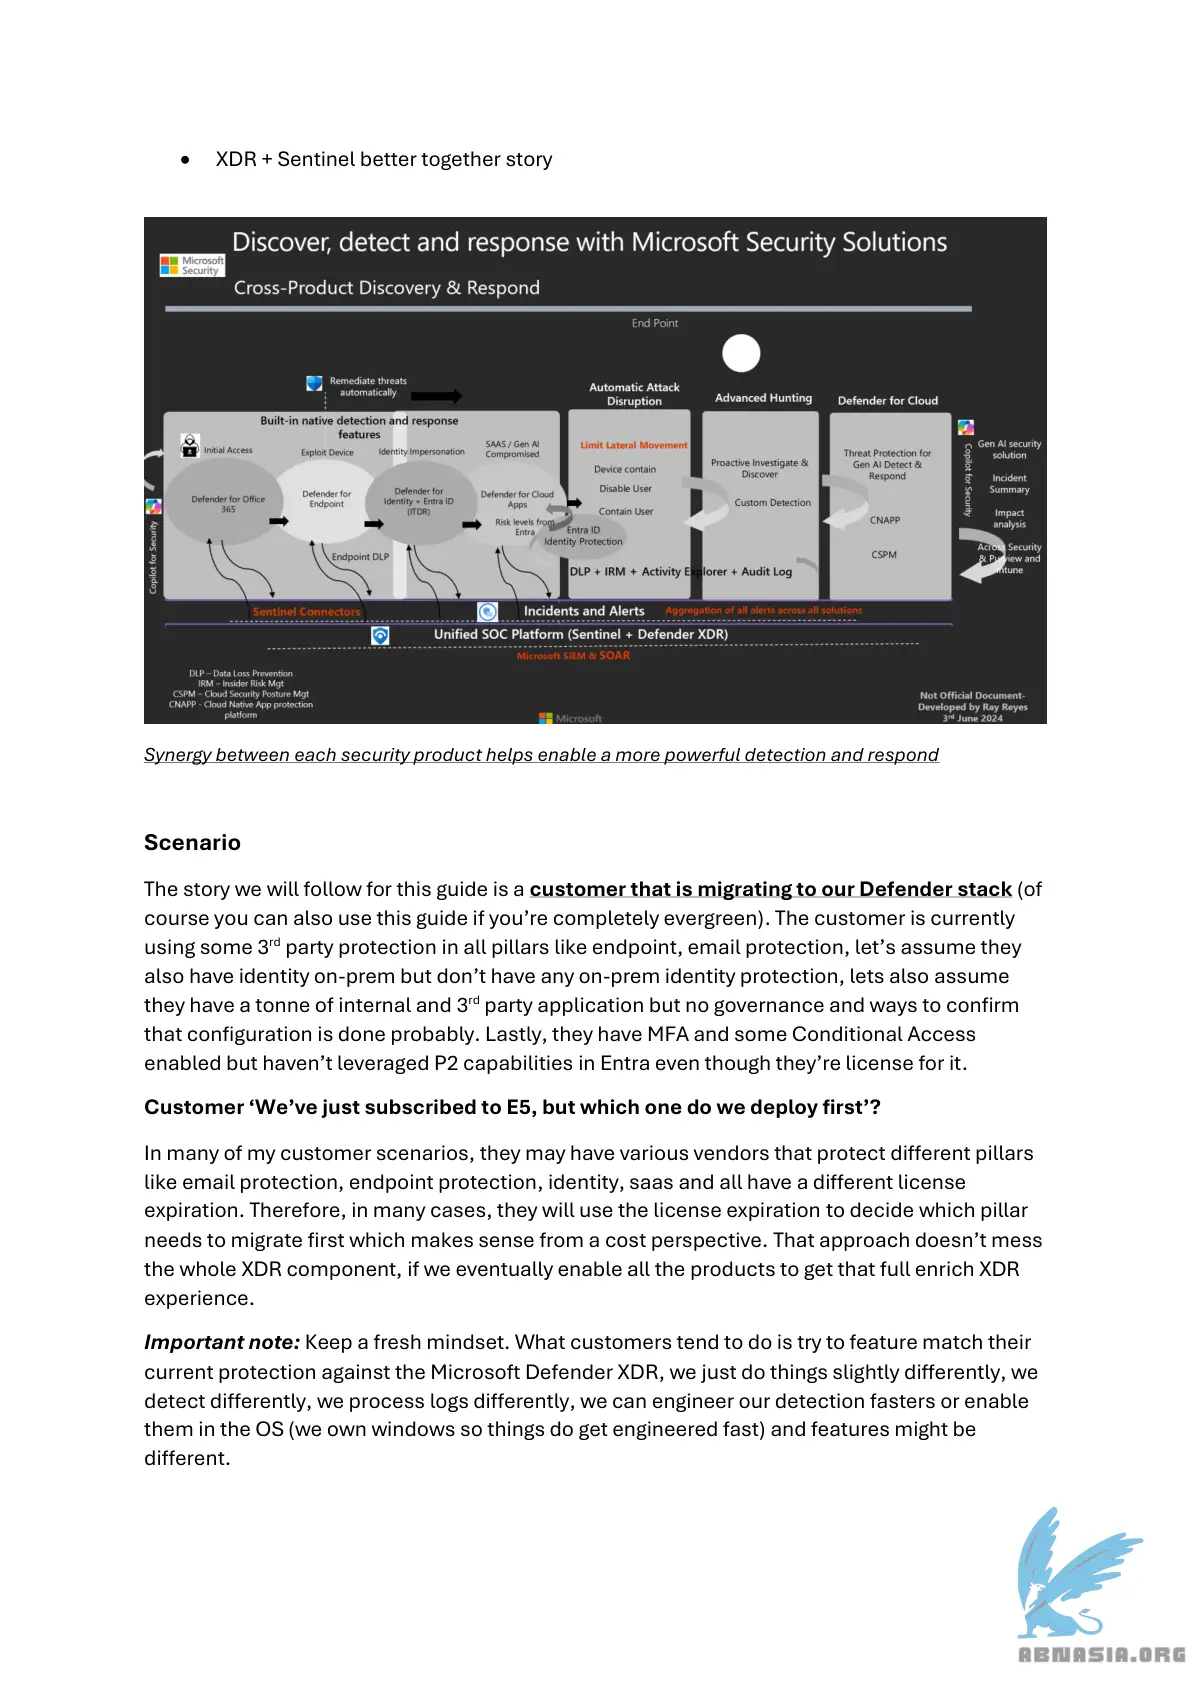 • XDR + Sentinel better together story
Discover, detect and response with Microsoft Security Solutions
Microsoft
Security
Cross-Product Discovery & Respond
End Point
Remediate threats
automatically
Automatic Attack
Disruption
Advanced Hunting
Defender for Cloud
Built-in native detection and response
features
Initial Access
Exploit Device
Identity Impersonation
SAAS / Gen AI
Compromised
Defender for Office
365
Defender for
Endpoint
Defender for
Identity + Entra ID
(ITDR)
Defender for Cloud
Apps
Risk levels from
Entra
Endpoint DLP
Limit Lateral Movement
Device contain
Disable User
Contain User
Entra ID
Identity Protection
Proactive Investigate &
Discover
Custom Detection
Threat Protection for
Gen AI Detect &
Respond
CNAPP
CSPM
DLP + IRM + Activity Explorer + Audit Log
Copilot for Security
Copilot for Security
Gen AI security
solution
Incident
Summary
Impact
analysis
Across Security
& Purview and
Intune
Sentinel Connectors
Incidents and Alerts
Aggregation of all alerts across all solutions
Unified SOC Platform (Sentinel + Defender XDR)
Microsoft SIEM & SOAR
DLP – Data Loss Prevention
IRM – Insider Risk Mgt
CSPM – Cloud Security Posture Mgt
CNAPP - Cloud Native App protection
platform
Microsoft
Not Official Document-
Developed by Ray Reyes
3rd June 2024
Synergy between each security product helps enable a more powerful detection and respond
Scenario
The story we will follow for this guide is a customer that is migrating to our Defender stack (of
course you can also use this guide if you’re completely evergreen). The customer is currently
using some 3rd party protection in all pillars like endpoint, email protection, let’s assume they
also have identity on-prem but don’t have any on-prem identity protection, lets also assume
they have a tonne of internal and 3rd party application but no governance and ways to confirm
that configuration is done probably. Lastly, they have MFA and some Conditional Access
enabled but haven’t leveraged P2 capabilities in Entra even though they’re license for it.
Customer ‘We’ve just subscribed to E5, but which one do we deploy first’?
In many of my customer scenarios, they may have various vendors that protect different pillars
like email protection, endpoint protection, identity, saas and all have a different license
expiration. Therefore, in many cases, they will use the license expiration to decide which pillar
needs to migrate first which makes sense from a cost perspective. That approach doesn’t mess
the whole XDR component, if we eventually enable all the products to get that full enrich XDR
experience.
Important note: Keep a fresh mindset. What customers tend to do is try to feature match their
current protection against the Microsoft Defender XDR, we just do things slightly differently, we
detect differently, we process logs differently, we can engineer our detection fasters or enable
them in the OS (we own windows so things do get engineered fast) and features might be
different.
ABNASIA.ORG